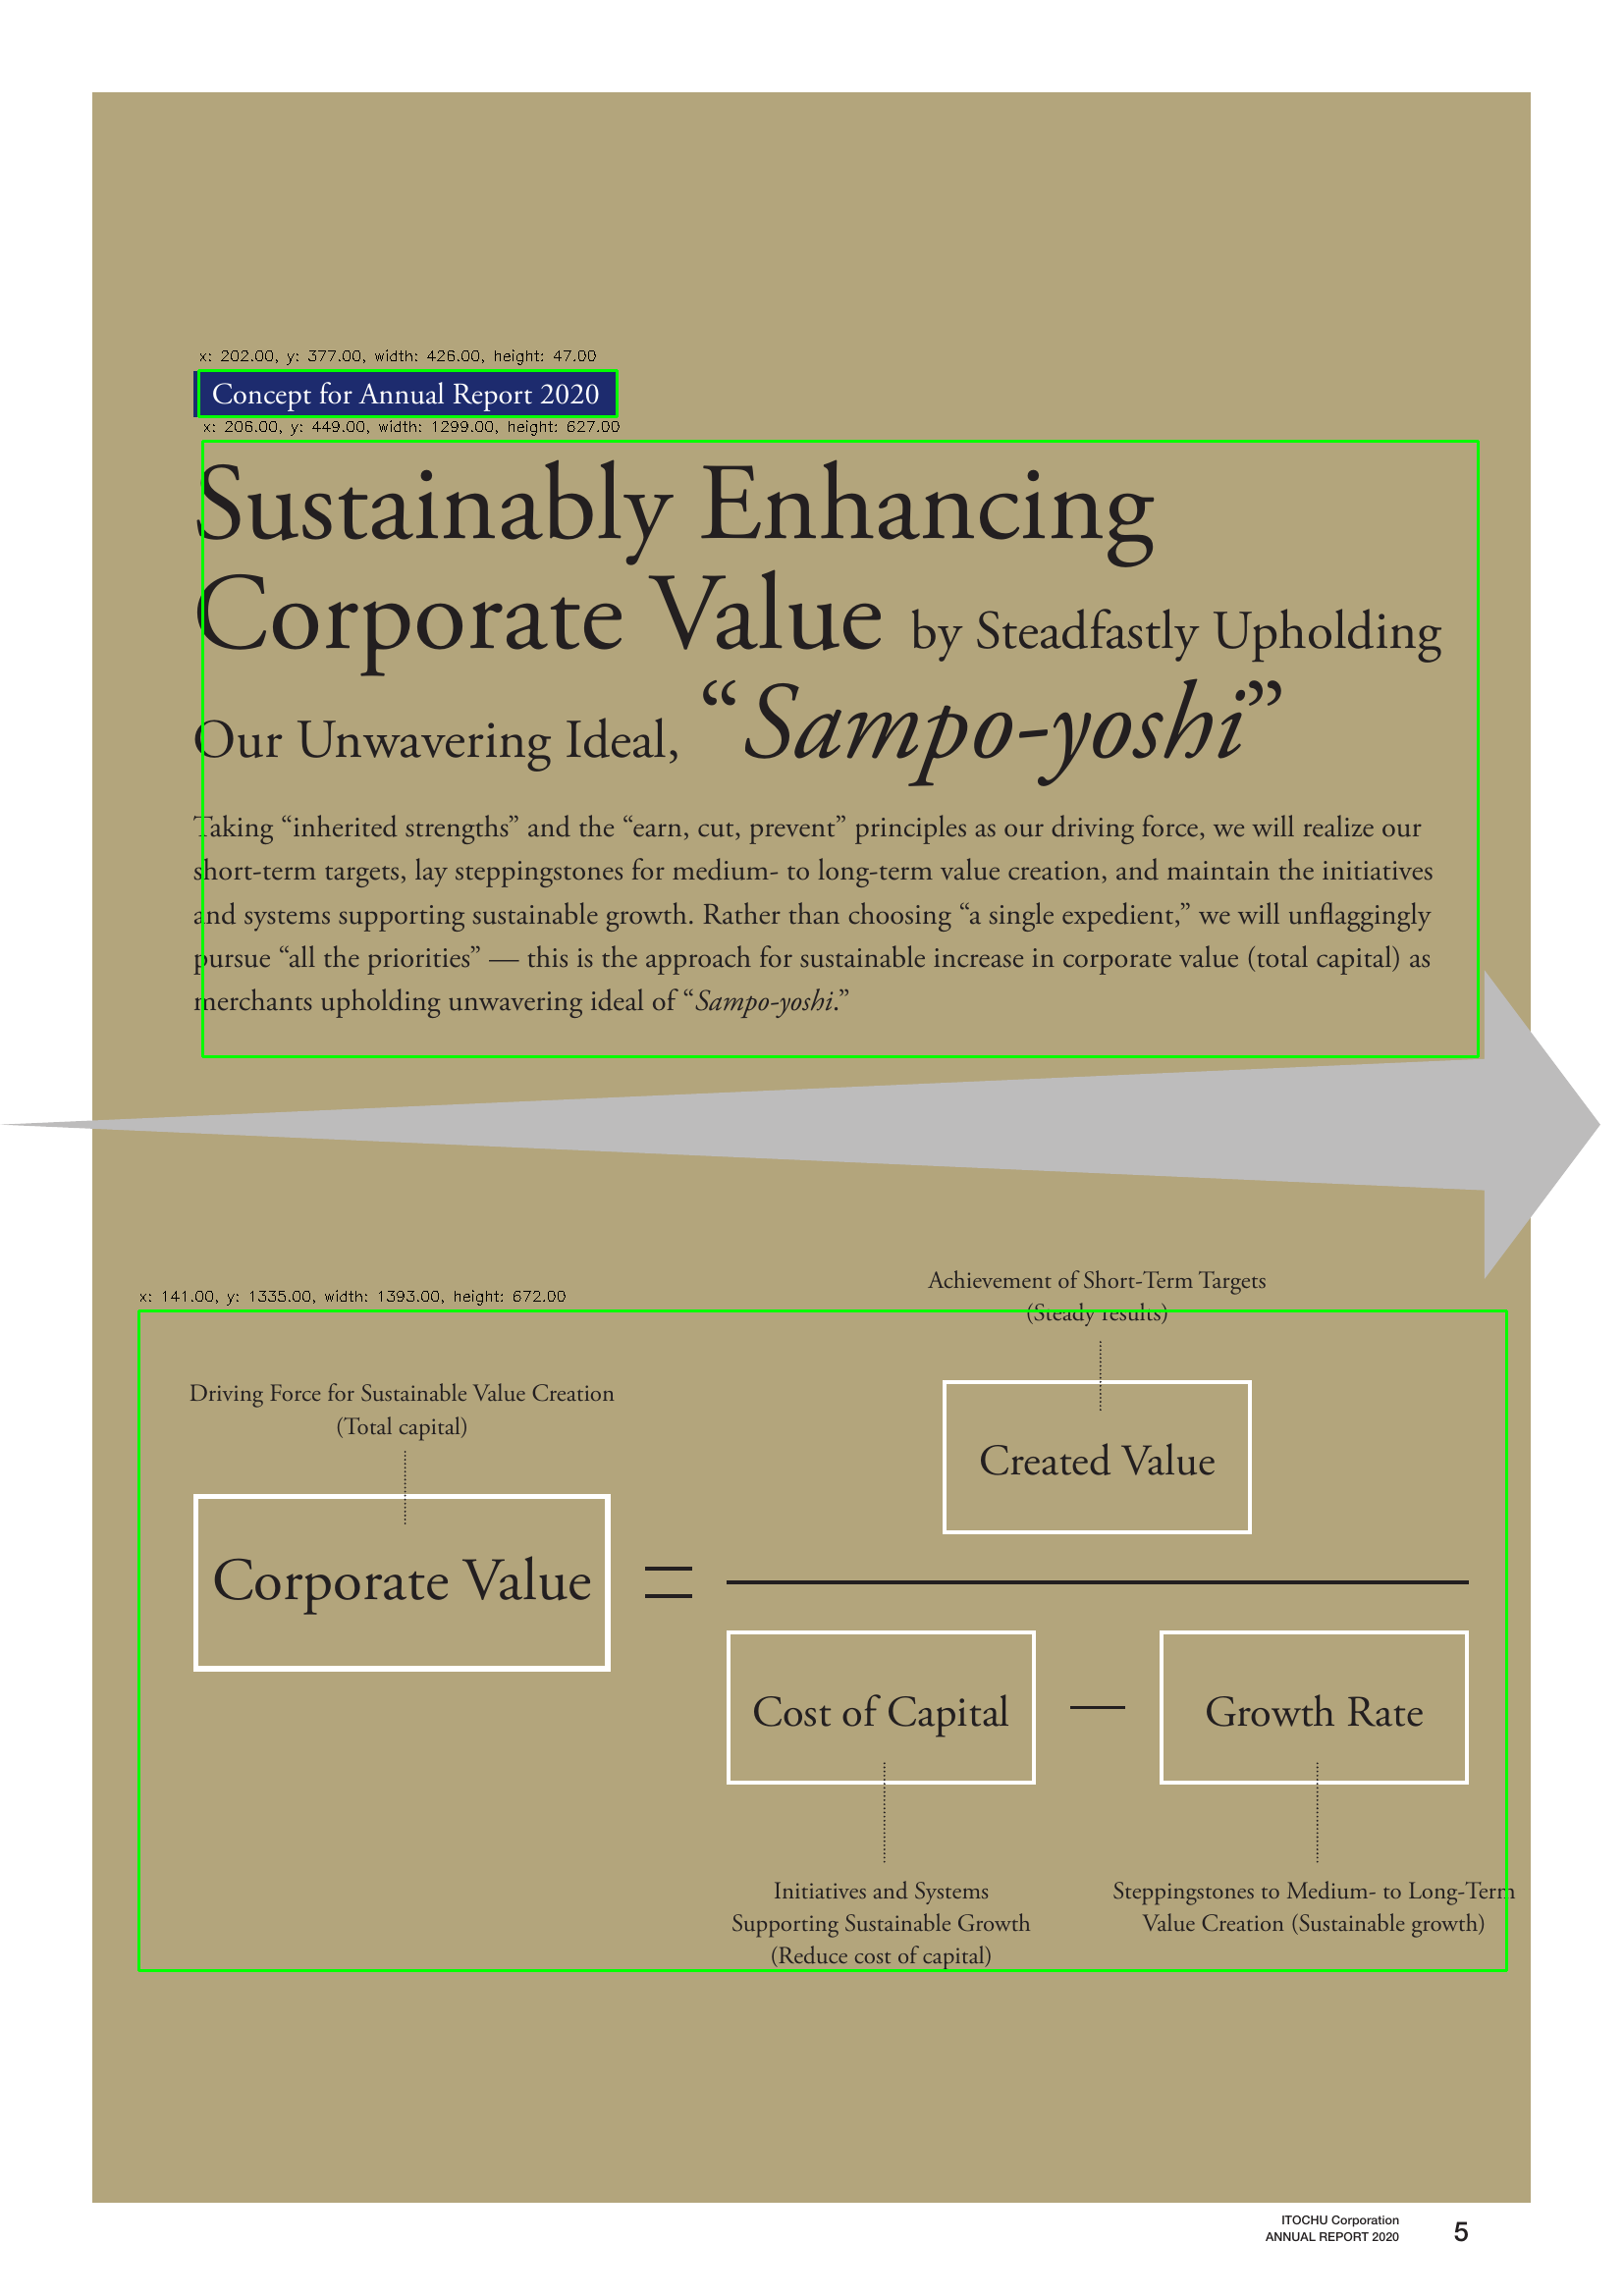 x: 202.00, y: 377.00, width: 426.00, height: 47.00
Concept for Annual Report 2020
x: 206.00, y: 449.00, width: 1299.00, height: 627.00
Sustainably Enhancing
Corporate Value by Steadfastly Upholding
Our Unwavering Ideal, “Sampo-yoshi”
Taking “inherited strengths” and the “earn, cut, prevent” principles as our driving force, we will realize our
short-term targets, lay steppingstones for medium- to long-term value creation, and maintain the initiatives
and systems supporting sustainable growth. Rather than choosing “a single expedient,” we will unflaggingly
pursue “all the priorities” — this is the approach for sustainable increase in corporate value (total capital) as
merchants upholding unwavering ideal of “Sampo-yoshi.”
Achievement of Short-Term Targets
(Steady results)
x: 141.00, y: 1335.00, width: 1393.00, height: 672.00
Driving Force for Sustainable Value Creation
(Total capital)
Created Value
Corporate Value =
Cost of Capital — Growth Rate
Initiatives and Systems
Supporting Sustainable Growth
(Reduce cost of capital)
Steppingstones to Medium- to Long-Term
Value Creation (Sustainable growth)
ITOCHU Corporation
ANNUAL REPORT 2020
5